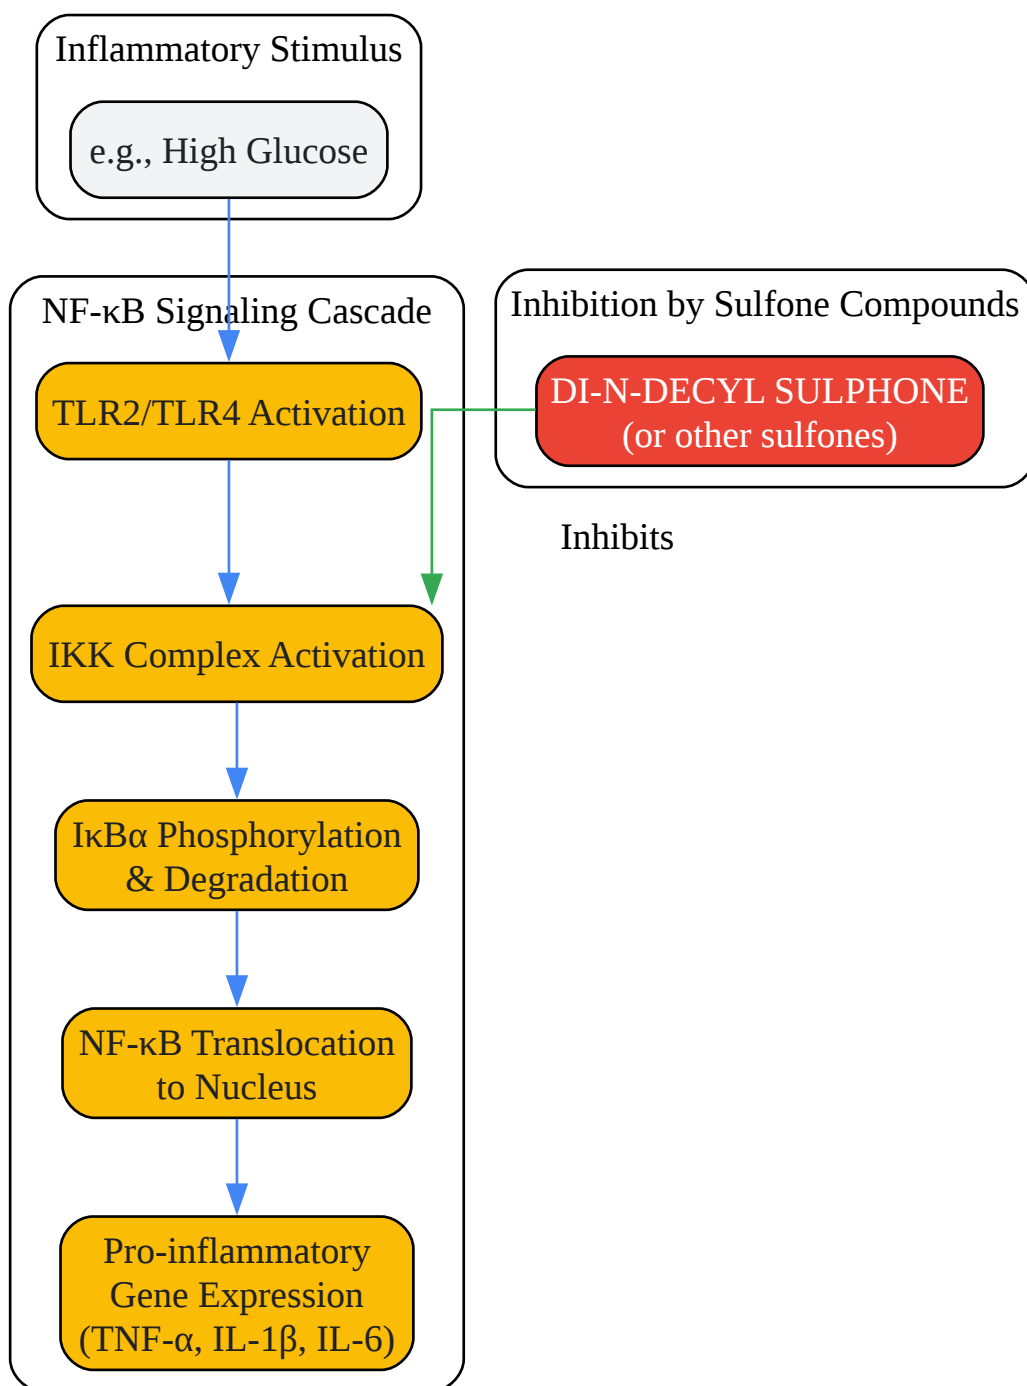 Inflammatory Stimulus
e.g., High Glucose
NF-κB Signaling Cascade
TLR2/TLR4 Activation
Inhibition by Sulfone Compounds
DI-N-DECYL SULPHONE
(or other sulfones)
Inhibits
IKK Complex Activation
IκBα Phosphorylation
& Degradation
NF-κB Translocation
to Nucleus
Pro-inflammatory
Gene Expression
(TNF-α, IL-1β, IL-6)